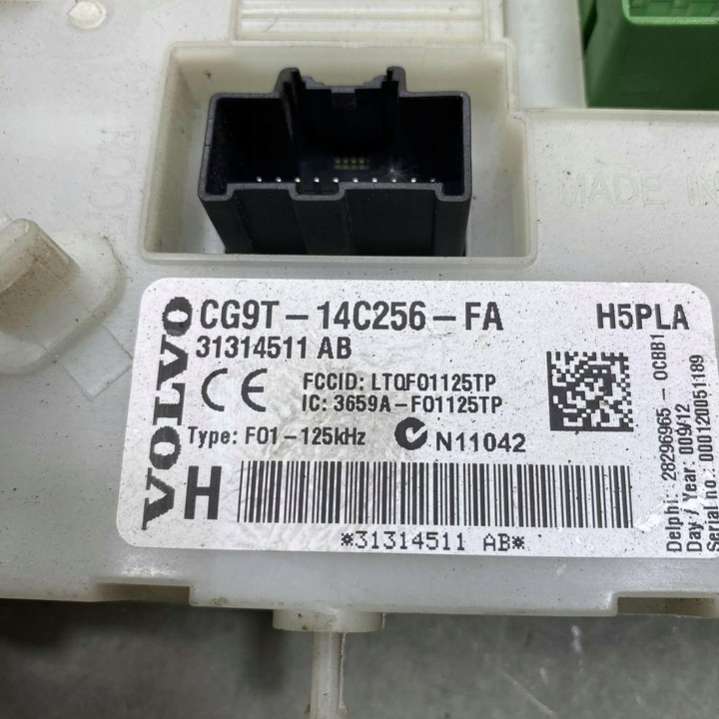 MADE IN
VOLVO
CG9T-14C256-FA
H5PLA
31314511 AB
CE
FCCID: LTQF01125TP
IC: 3659A-F01125TP
Type: F01-125kHz
N11042
H
*31314511 AB*
Delphi: 28296965-0CBB1
Day / Year: 009/12
Serial no.: 000120051189